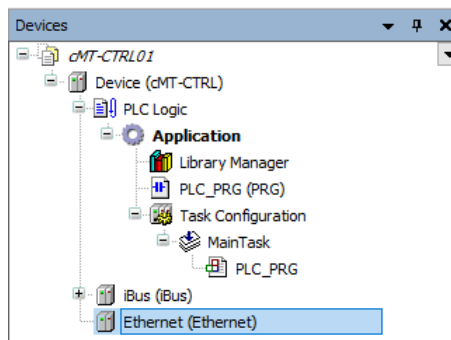 Devices
cMT-CTRL01
Device (cMT-CTRL)
PLC Logic
Application
Library Manager
PLC_PRG (PRG)
Task Configuration
MainTask
PLC_PRG
iBus (iBus)
Ethernet (Ethernet)